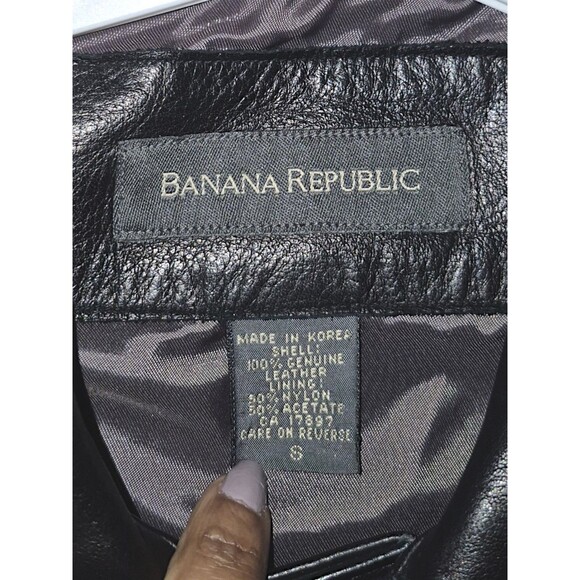 BANANA REPUBLIC
MADE IN KOREA
SHELL:
100% GENUINE
LEATHER
LINING:
50% NYLON
50% ACETATE
CA 17897
CARE ON REVERSE
S